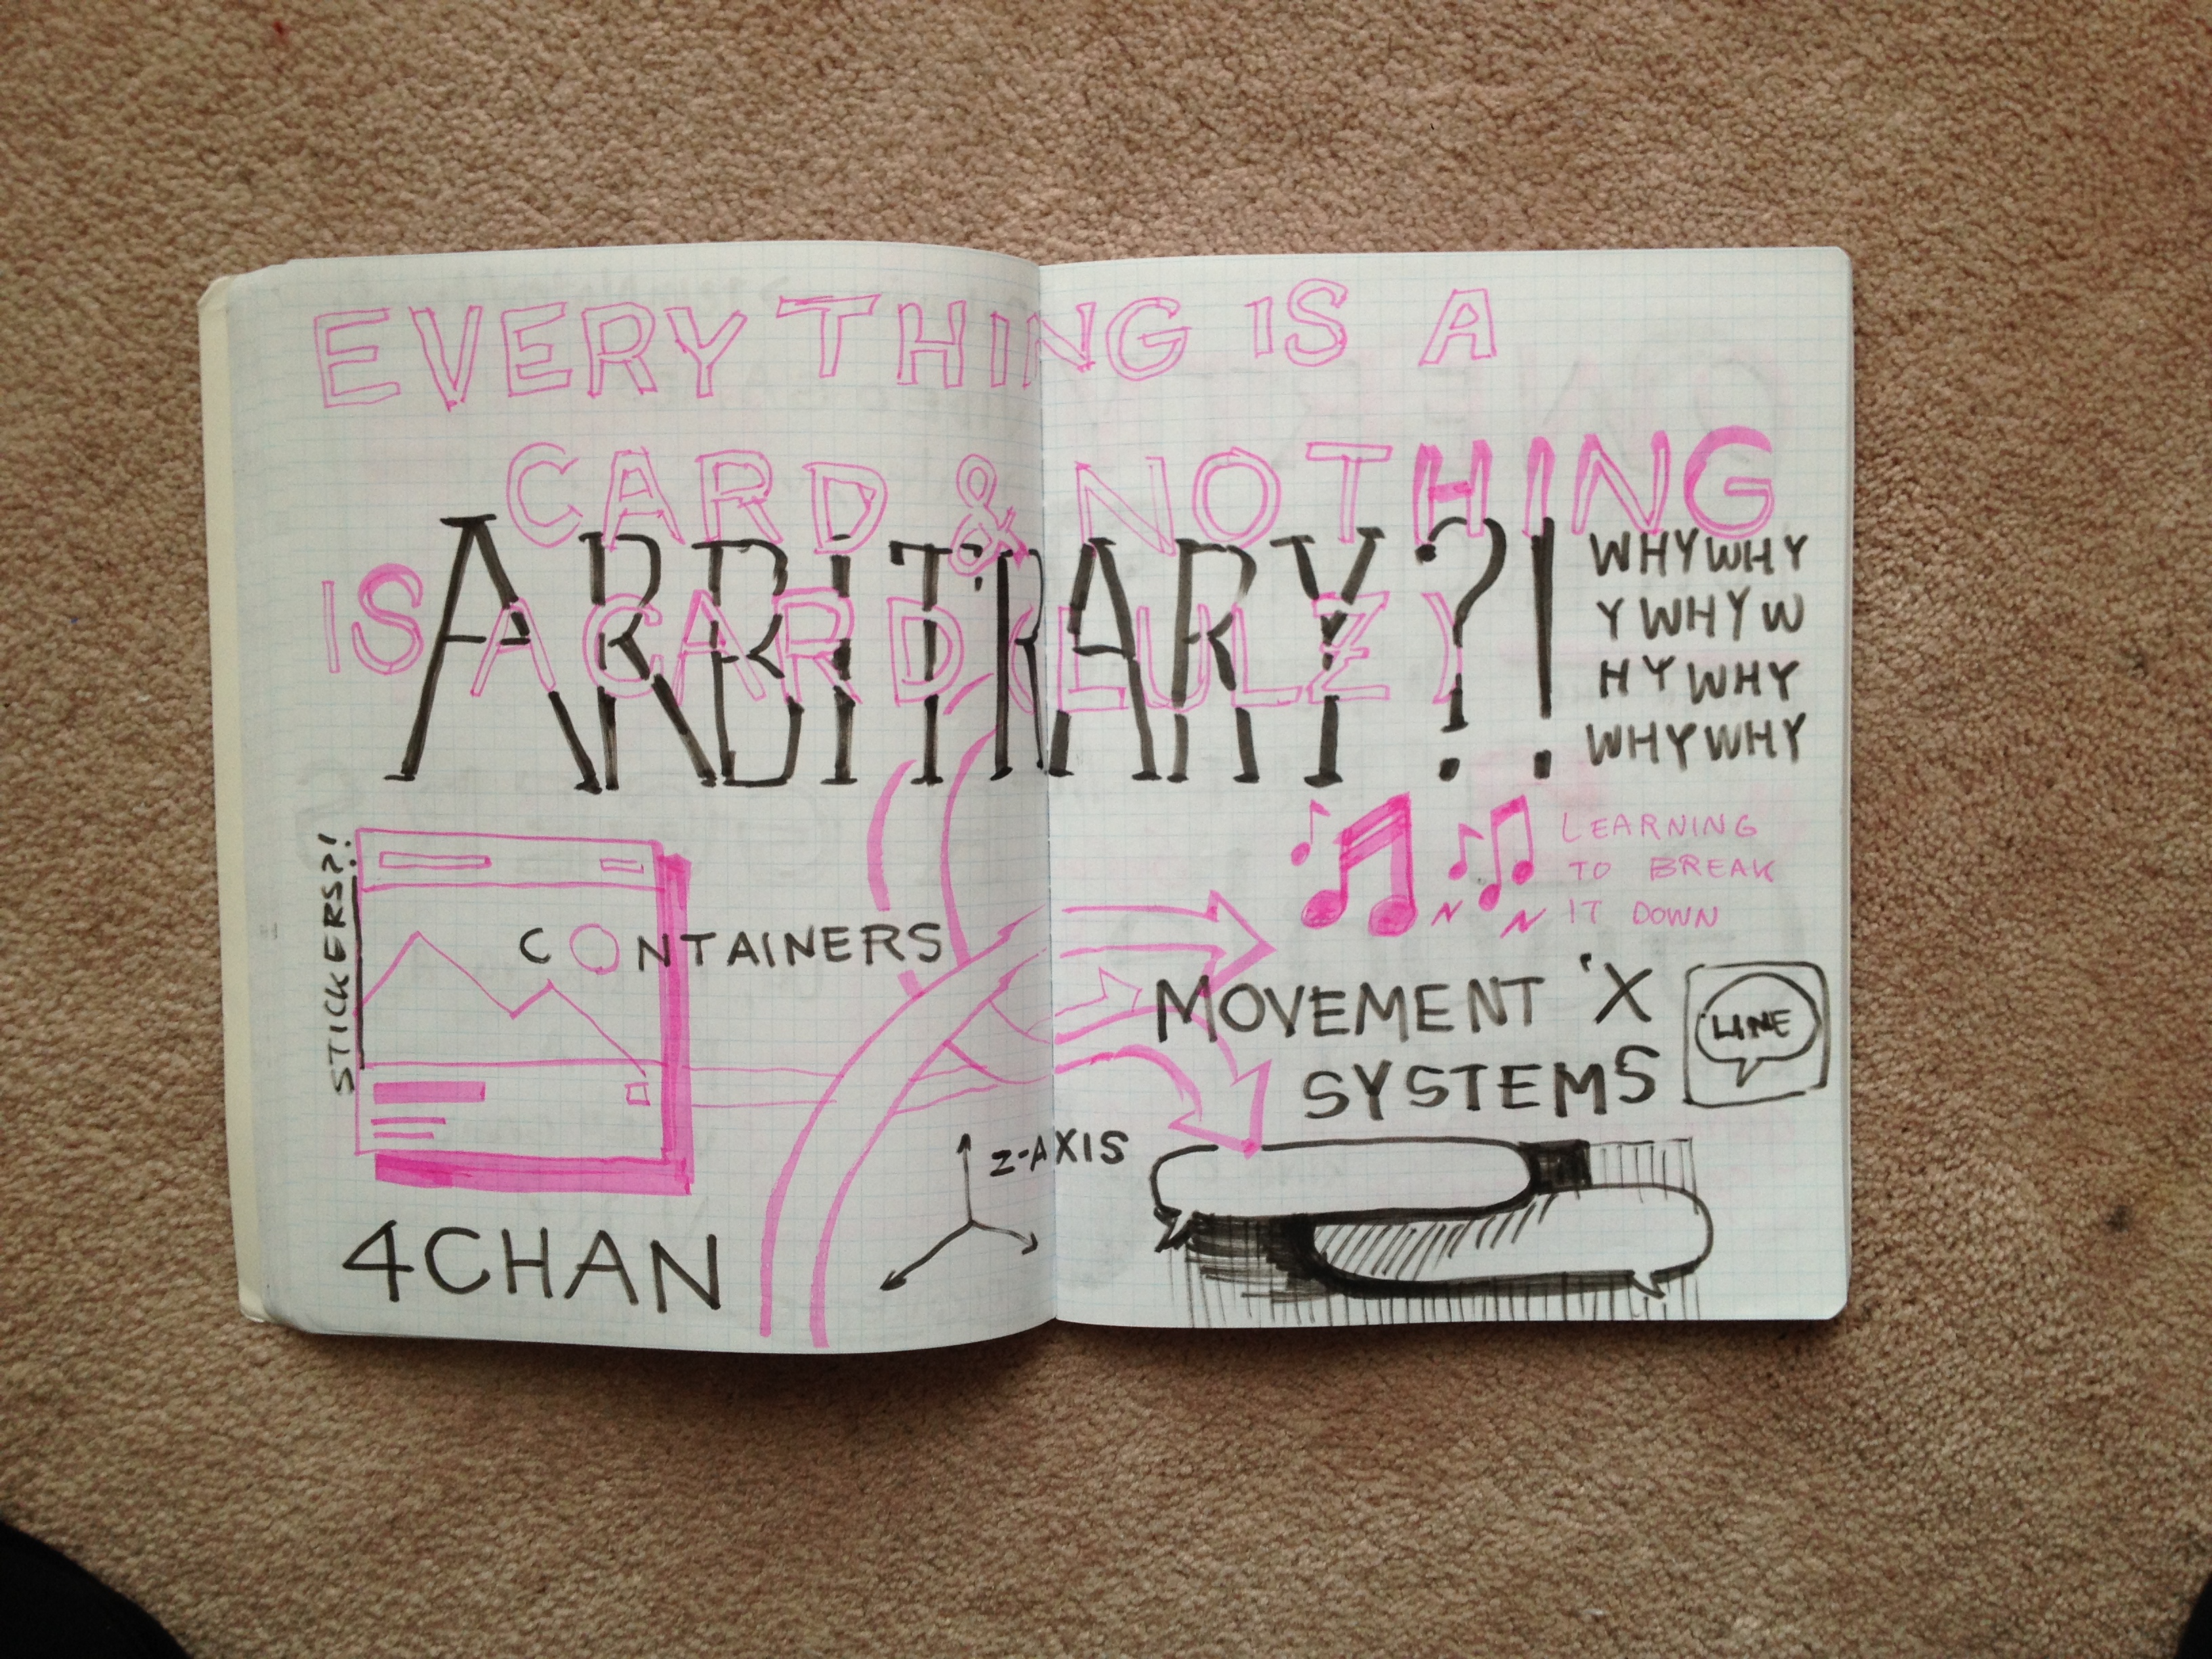 EVERYTHING IS A
CARD & NOTHING
IS A CARD (EULZ)
ARBITRARY?!
WHYWHY
YWHYW
HYWHY
WHYWHY
STICKERS?!
CONTAINERS
LEARNING
TO BREAK
IT DOWN
MOVEMENT 'X
SYSTEMS
LINE
Z-AXIS
4CHAN